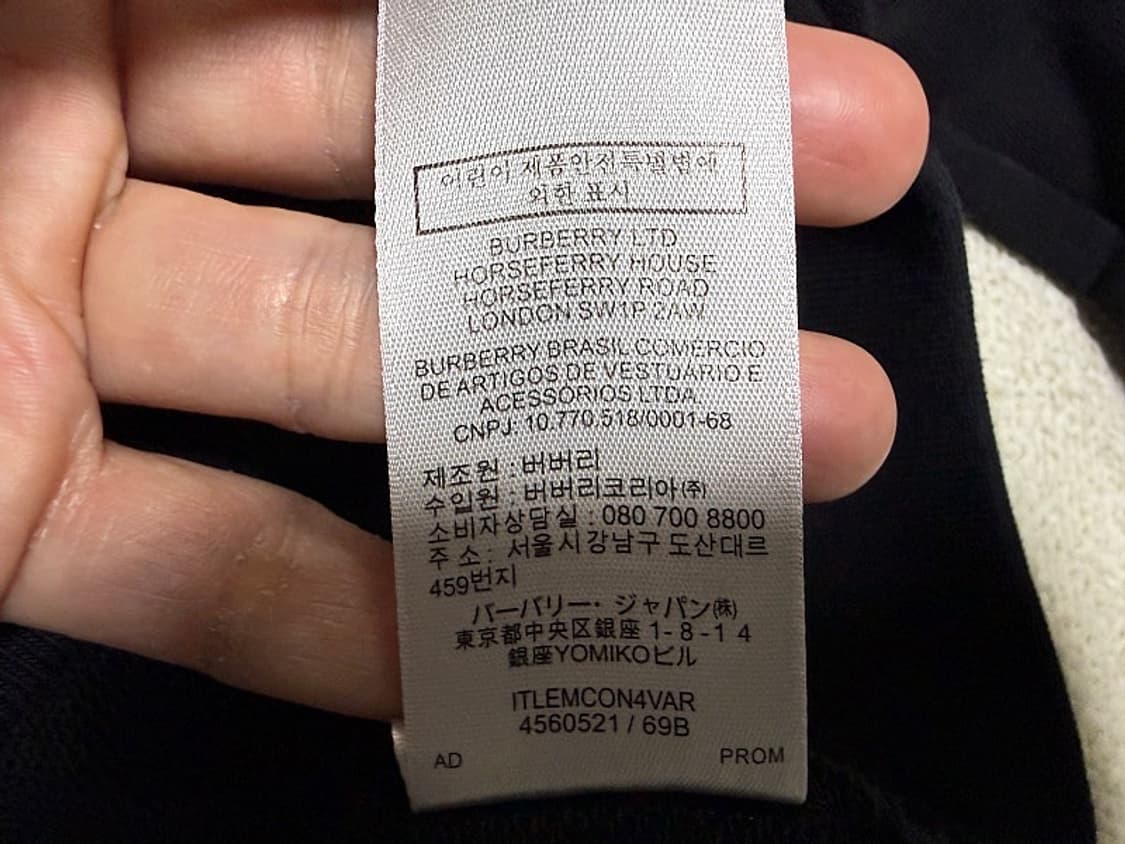 어린이제품안전특별법에
의한 표시
BURBERRY LTD
HORSEFERRY HOUSE
HORSEFERRY ROAD
LONDON SW1P 2AW
BURBERRY BRASIL COMERCIO
DE ARTIGOS DE VESTUARIO E
ACESSORIOS LTDA
CNPJ: 10.770.518/0001-68
제조원 : 버버리
수입원 : 버버리코리아(주)
소비자상담실 : 080 700 8800
주 소 : 서울시강남구 도산대르
459번지
バーバリー・ジャパン㈱
東京都中央区銀座 1-8-1 4
銀座YOMIKOビル
ITLEMCON4VAR
4560521 / 69B
AD PROM